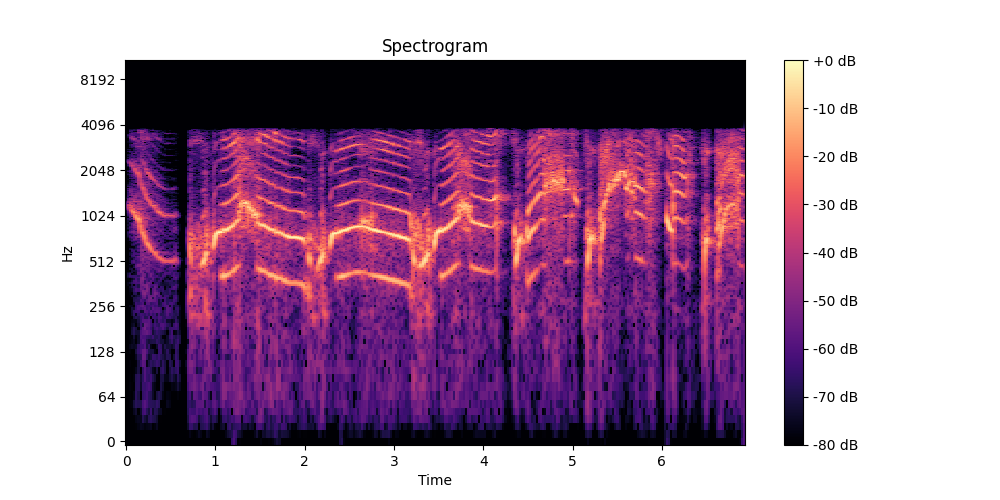 Spectrogram
8192
4096
2048
1024
512
256
128
64
0
Hz
0 1 2 3 4 5 6
Time
+0 dB
-10 dB
-20 dB
-30 dB
-40 dB
-50 dB
-60 dB
-70 dB
-80 dB